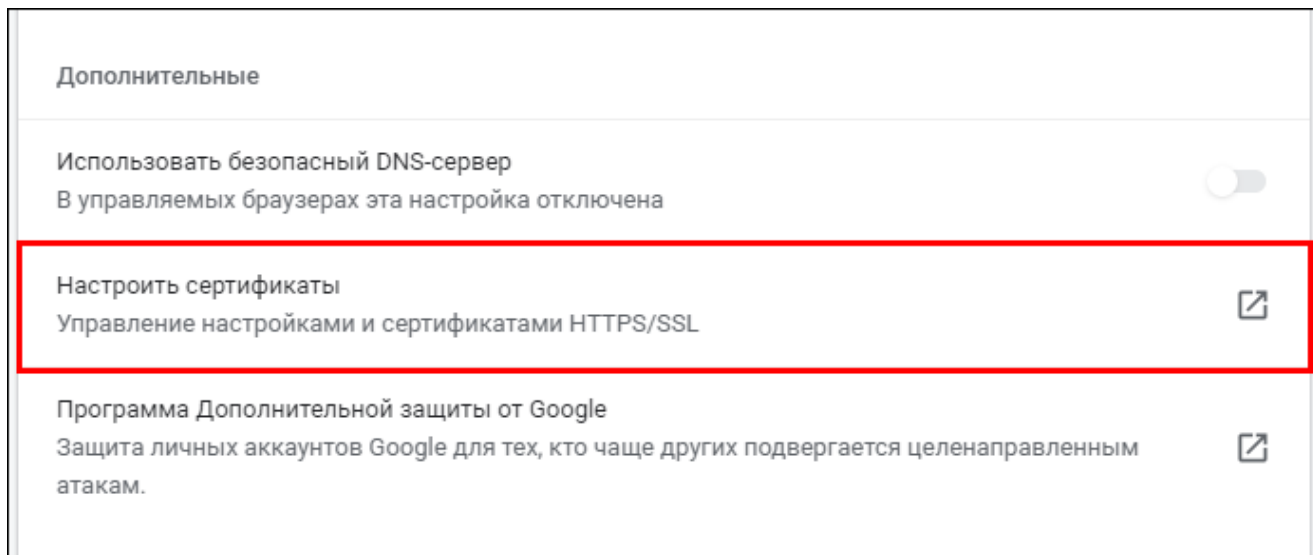 Дополнительные
Использовать безопасный DNS-сервер
В управляемых браузерах эта настройка отключена
Настроить сертификаты
Управление настройками и сертификатами HTTPS/SSL
Программа Дополнительной защиты от Google
Защита личных аккаунтов Google для тех, кто чаще других подвергается целенаправленным
атакам.